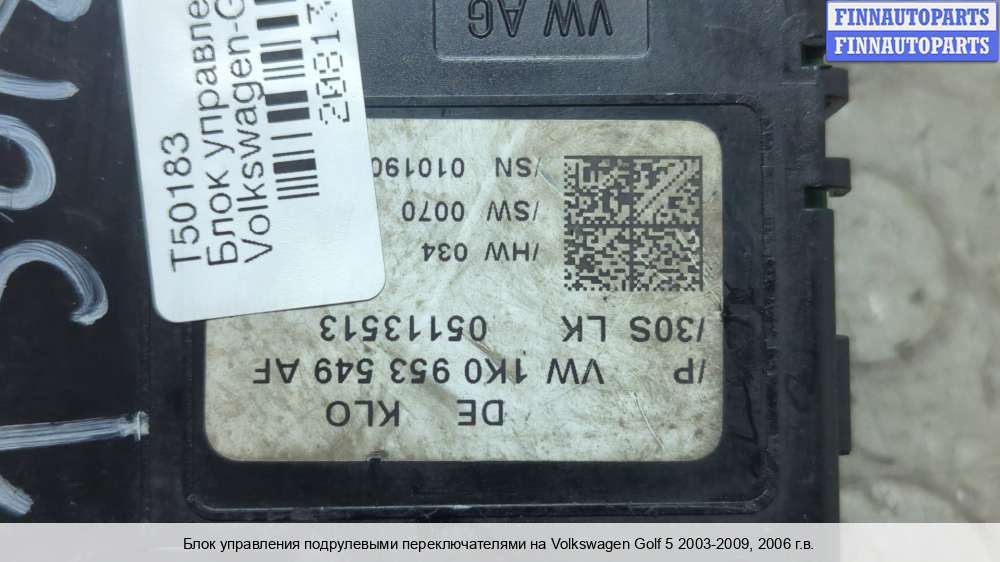 FINNAUTOPARTS
FINNAUTOPARTS
VW AG
T50183
Блок управле
Volkswagen-G
DE KLO
/P VW 1K0 953 549 AF
/30S LK 05113513
/HW 034
/SW 0070
/SN 010190
Блок управления подрулевыми переключателями на Volkswagen Golf 5 2003-2009, 2006 г.в.